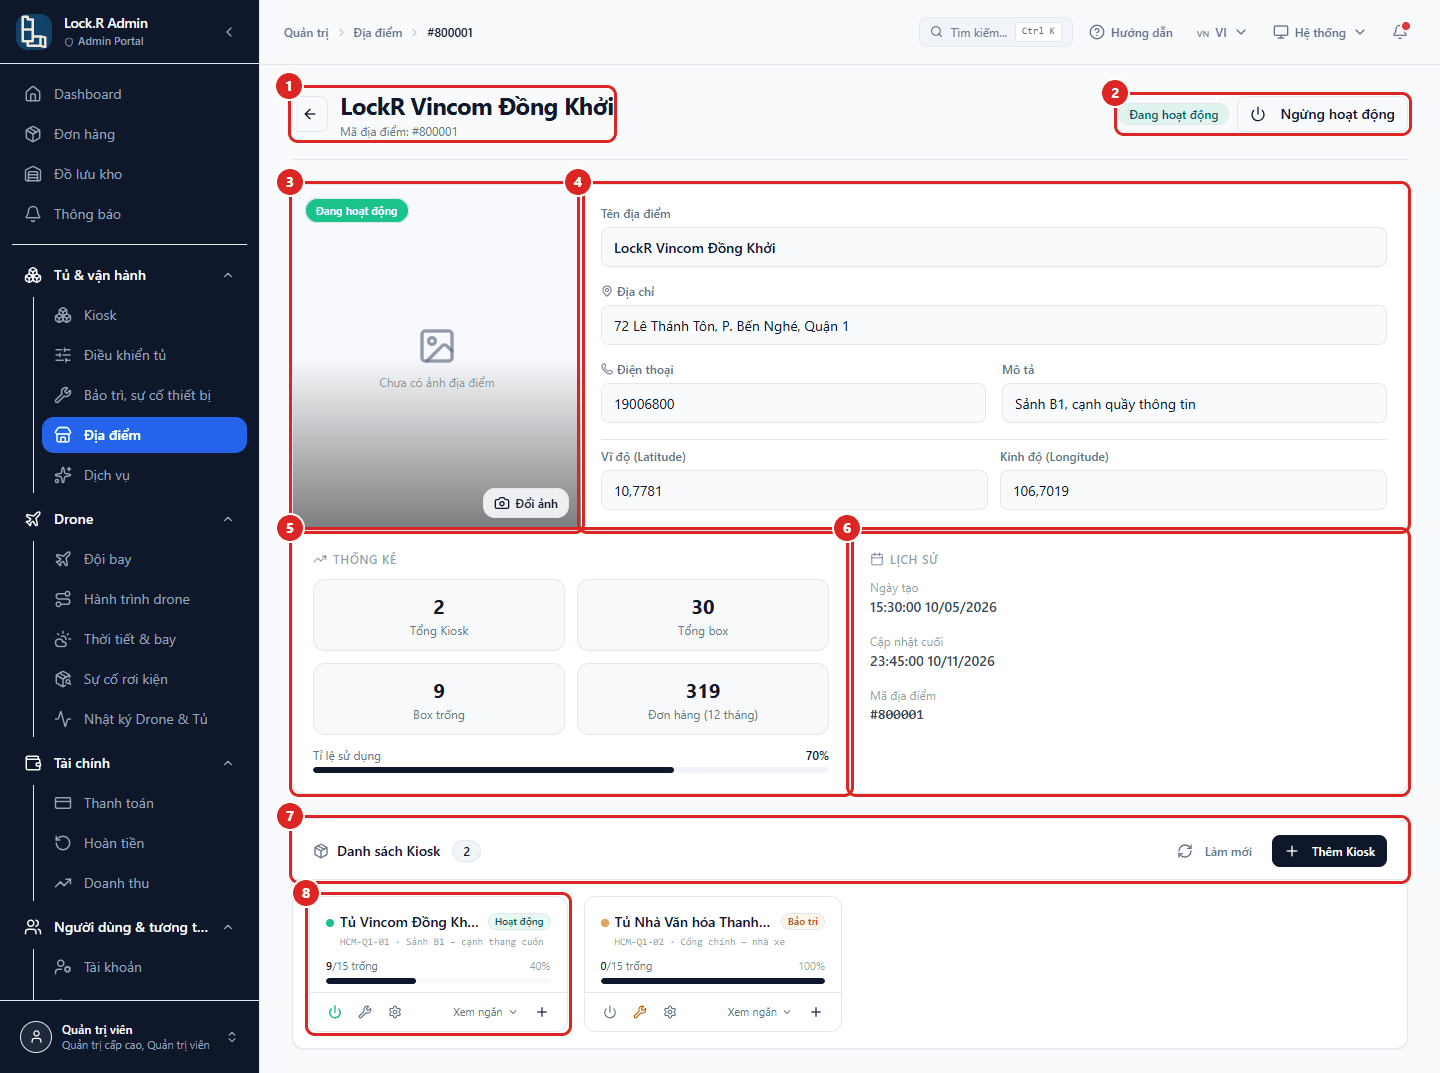 Lock.R Admin
Admin Portal
Quản trị
Địa điểm
#800001
Tìm kiếm...
Ctrl K
Hướng dẫn
VN VI
Hệ thống
Dashboard
Đơn hàng
Đồ lưu kho
Thông báo
Tủ & vận hành
Kiosk
Điều khiển tủ
Bảo trì, sự cố thiết bị
Địa điểm
Dịch vụ
Drone
Đội bay
Hành trình drone
Thời tiết & bay
Sự cố rơi kiện
Nhật ký Drone & Tủ
Tài chính
Thanh toán
Hoàn tiền
Doanh thu
Người dùng & tương t...
Tài khoản
Quản trị viên
Quản trị cấp cao, Quản trị viên
1
LockR Vincom Đồng Khởi
Mã địa điểm: #800001
2
Đang hoạt động
Ngừng hoạt động
3
Đang hoạt động
Chưa có ảnh địa điểm
Đổi ảnh
4
Tên địa điểm
LockR Vincom Đồng Khởi
Địa chỉ
72 Lê Thánh Tôn, P. Bến Nghé, Quận 1
Điện thoại
Mô tả
19006800
Sảnh B1, cạnh quầy thông tin
Vĩ độ (Latitude)
Kinh độ (Longitude)
10,7781
106,7019
5
THỐNG KÊ
2
Tổng Kiosk
30
Tổng box
9
Box trống
319
Đơn hàng (12 tháng)
Tỉ lệ sử dụng
70%
6
LỊCH SỬ
Ngày tạo
15:30:00 10/05/2026
Cập nhật cuối
23:45:00 10/11/2026
Mã địa điểm
#800001
7
Danh sách Kiosk
2
Làm mới
Thêm Kiosk
8
Tủ Vincom Đồng Kh...
Hoạt động
HCM-Q1-01 · Sảnh B1 – cạnh thang cuốn
9/15 trống
40%
Xem ngăn
Tủ Nhà Văn hóa Thanh...
Bảo trì
HCM-Q1-02 · Cổng chính – nhà xe
0/15 trống
100%
Xem ngăn